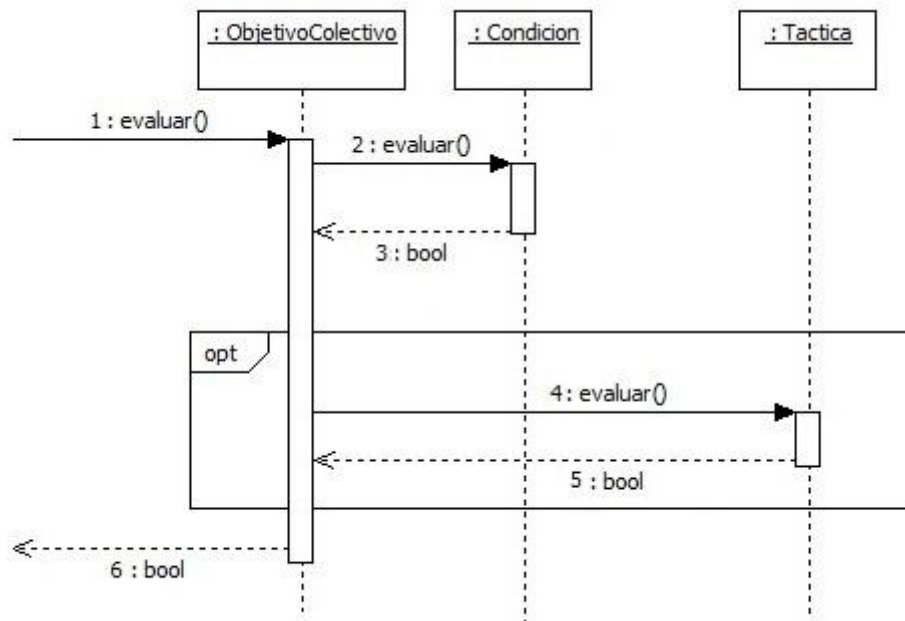 : ObjetivoColectivo
: Condicion
: Tactica
1 : evaluar()
2 : evaluar()
3 : bool
opt
4 : evaluar()
5 : bool
6 : bool